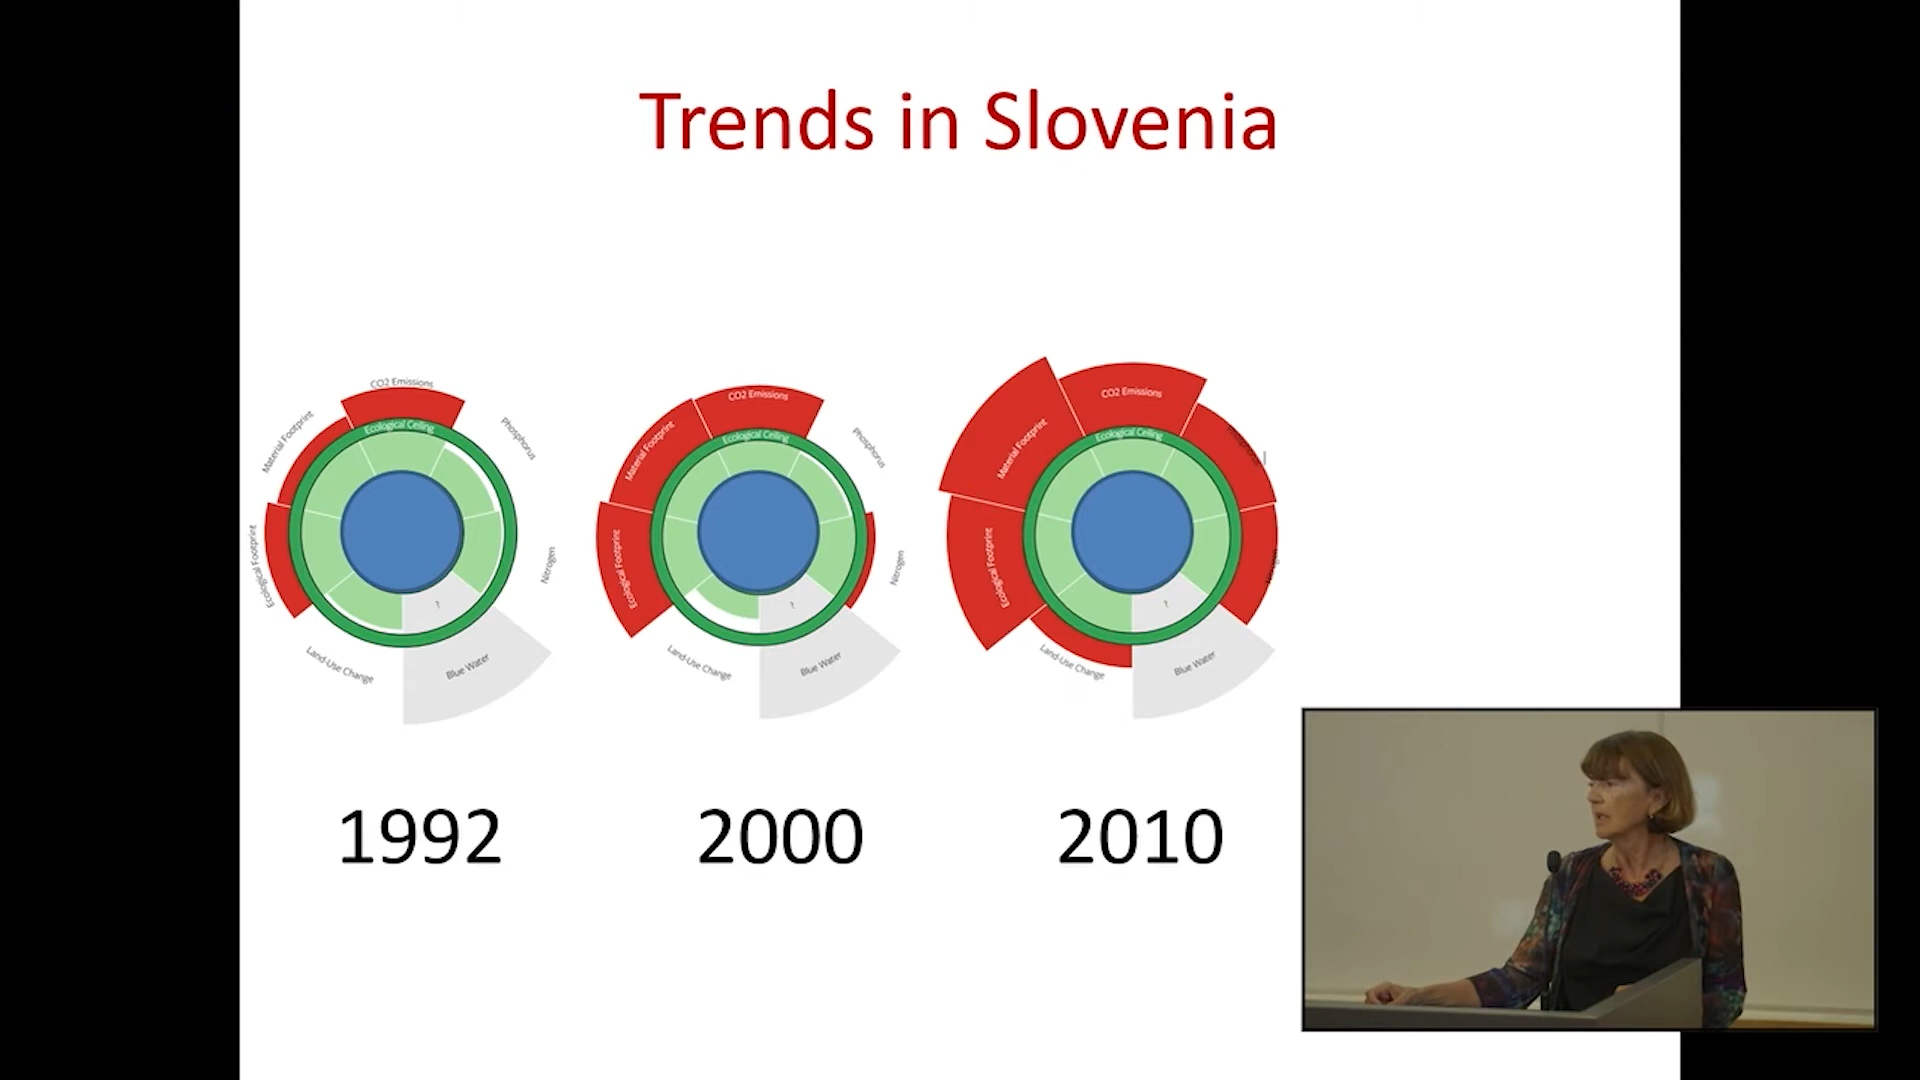 Trends in Slovenia
CO2 Emissions
Material Footprint
Ecological Ceiling
Phosphorus
Ecological Footprint
Nitrogen
?
Land-Use Change
Blue Water
1992
CO2 Emissions
Material Footprint
Ecological Ceiling
Phosphorus
Ecological Footprint
Nitrogen
?
Land-Use Change
Blue Water
2000
CO2 Emissions
Material Footprint
Ecological Ceiling
Ecological Footprint
?
Land-Use Change
Blue Water
2010